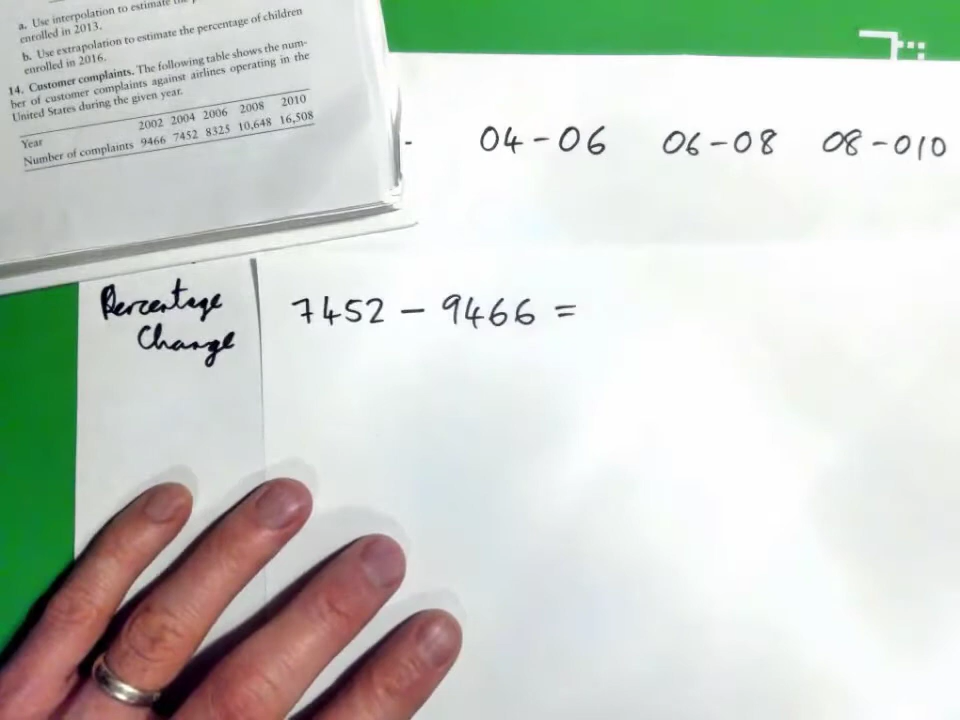 a. Use interpolation to estimate the
enrolled in 2013.
b. Use extrapolation to estimate the percentage of children
enrolled in 2016.
14. Customer complaints. The following table shows the num-
ber of customer complaints against airlines operating in the
United States during the given year.
Year 2002 2004 2006 2008 2010
Number of complaints 9466 7452 8325 10,648 16,508
- 04-06 06-08 08-010
Percentage
Change
7452 - 9466 =